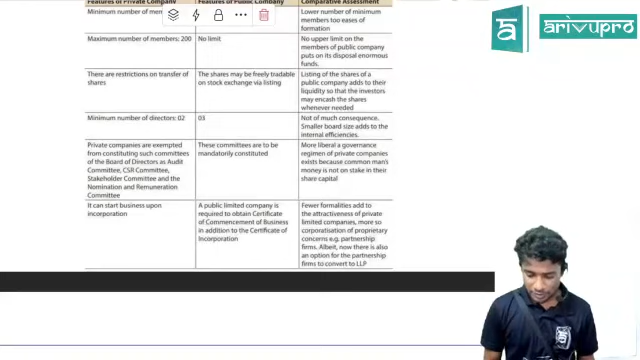 Features of Private Company
Features of Public Company
Comparative Assessment
Minimum number of
Lower number of minimum
members too eases of
formation
Maximum number of members: 200
No limit
No upper limit on the
members of public company
puts on its disposal enormous
funds.
There are restrictions on transfer of
shares
The shares may be freely tradable
on stock exchange via listing
Listing of the shares of a
public company adds to their
liquidity so that the investors
may encash the shares
whenever needed
Minimum number of directors: 02
03
Not of much consequence.
Smaller board size adds to the
internal efficiencies.
Private companies are exempted
from constituting such committees
of the Board of Directors as Audit
Committee, CSR Committee,
Stakeholder Committee and the
Nomination and Remuneration
Committee
These committees are to be
mandatorily constituted
More liberal a governance
regimen of private companies
exists because common man's
money is not on stake in their
share capital
It can start business upon
incorporation
A public limited company is
required to obtain Certificate
of Commencement of Business
in addition to the Certificate of
Incorporation
Fewer formalities add to
the attractiveness of private
limited companies, more so
corporatisation of proprietary
concerns e.g. partnership
firms. Albeit, now there is also
an option for the partnership
firms to convert to LLP
arivupro